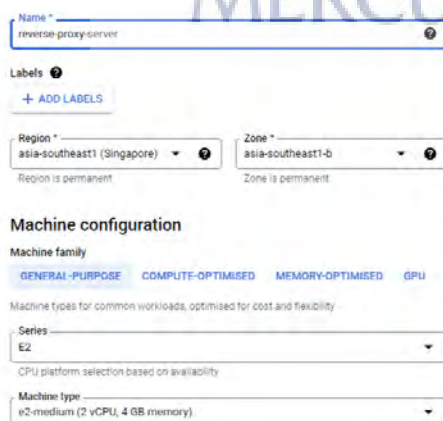 Name *
reverse-proxy-server
Labels
+ ADD LABELS
Region *
asia-southeast1 (Singapore)
Region is permanent
Zone *
asia-southeast1-b
Zone is permanent
Machine configuration
Machine family
GENERAL-PURPOSE COMPUTE-OPTIMISED MEMORY-OPTIMISED GPU
Machine types for common workloads, optimised for cost and flexibility
Series
E2
CPU platform selection based on availability
Machine type
e2-medium (2 vCPU, 4 GB memory)